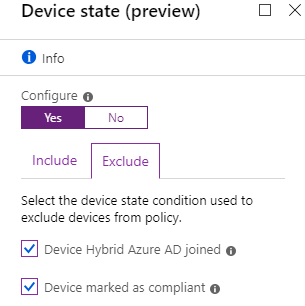 Device state (preview)
Info
Configure
Yes No
Include Exclude
Select the device state condition used to
exclude devices from policy.
Device Hybrid Azure AD joined
Device marked as compliant